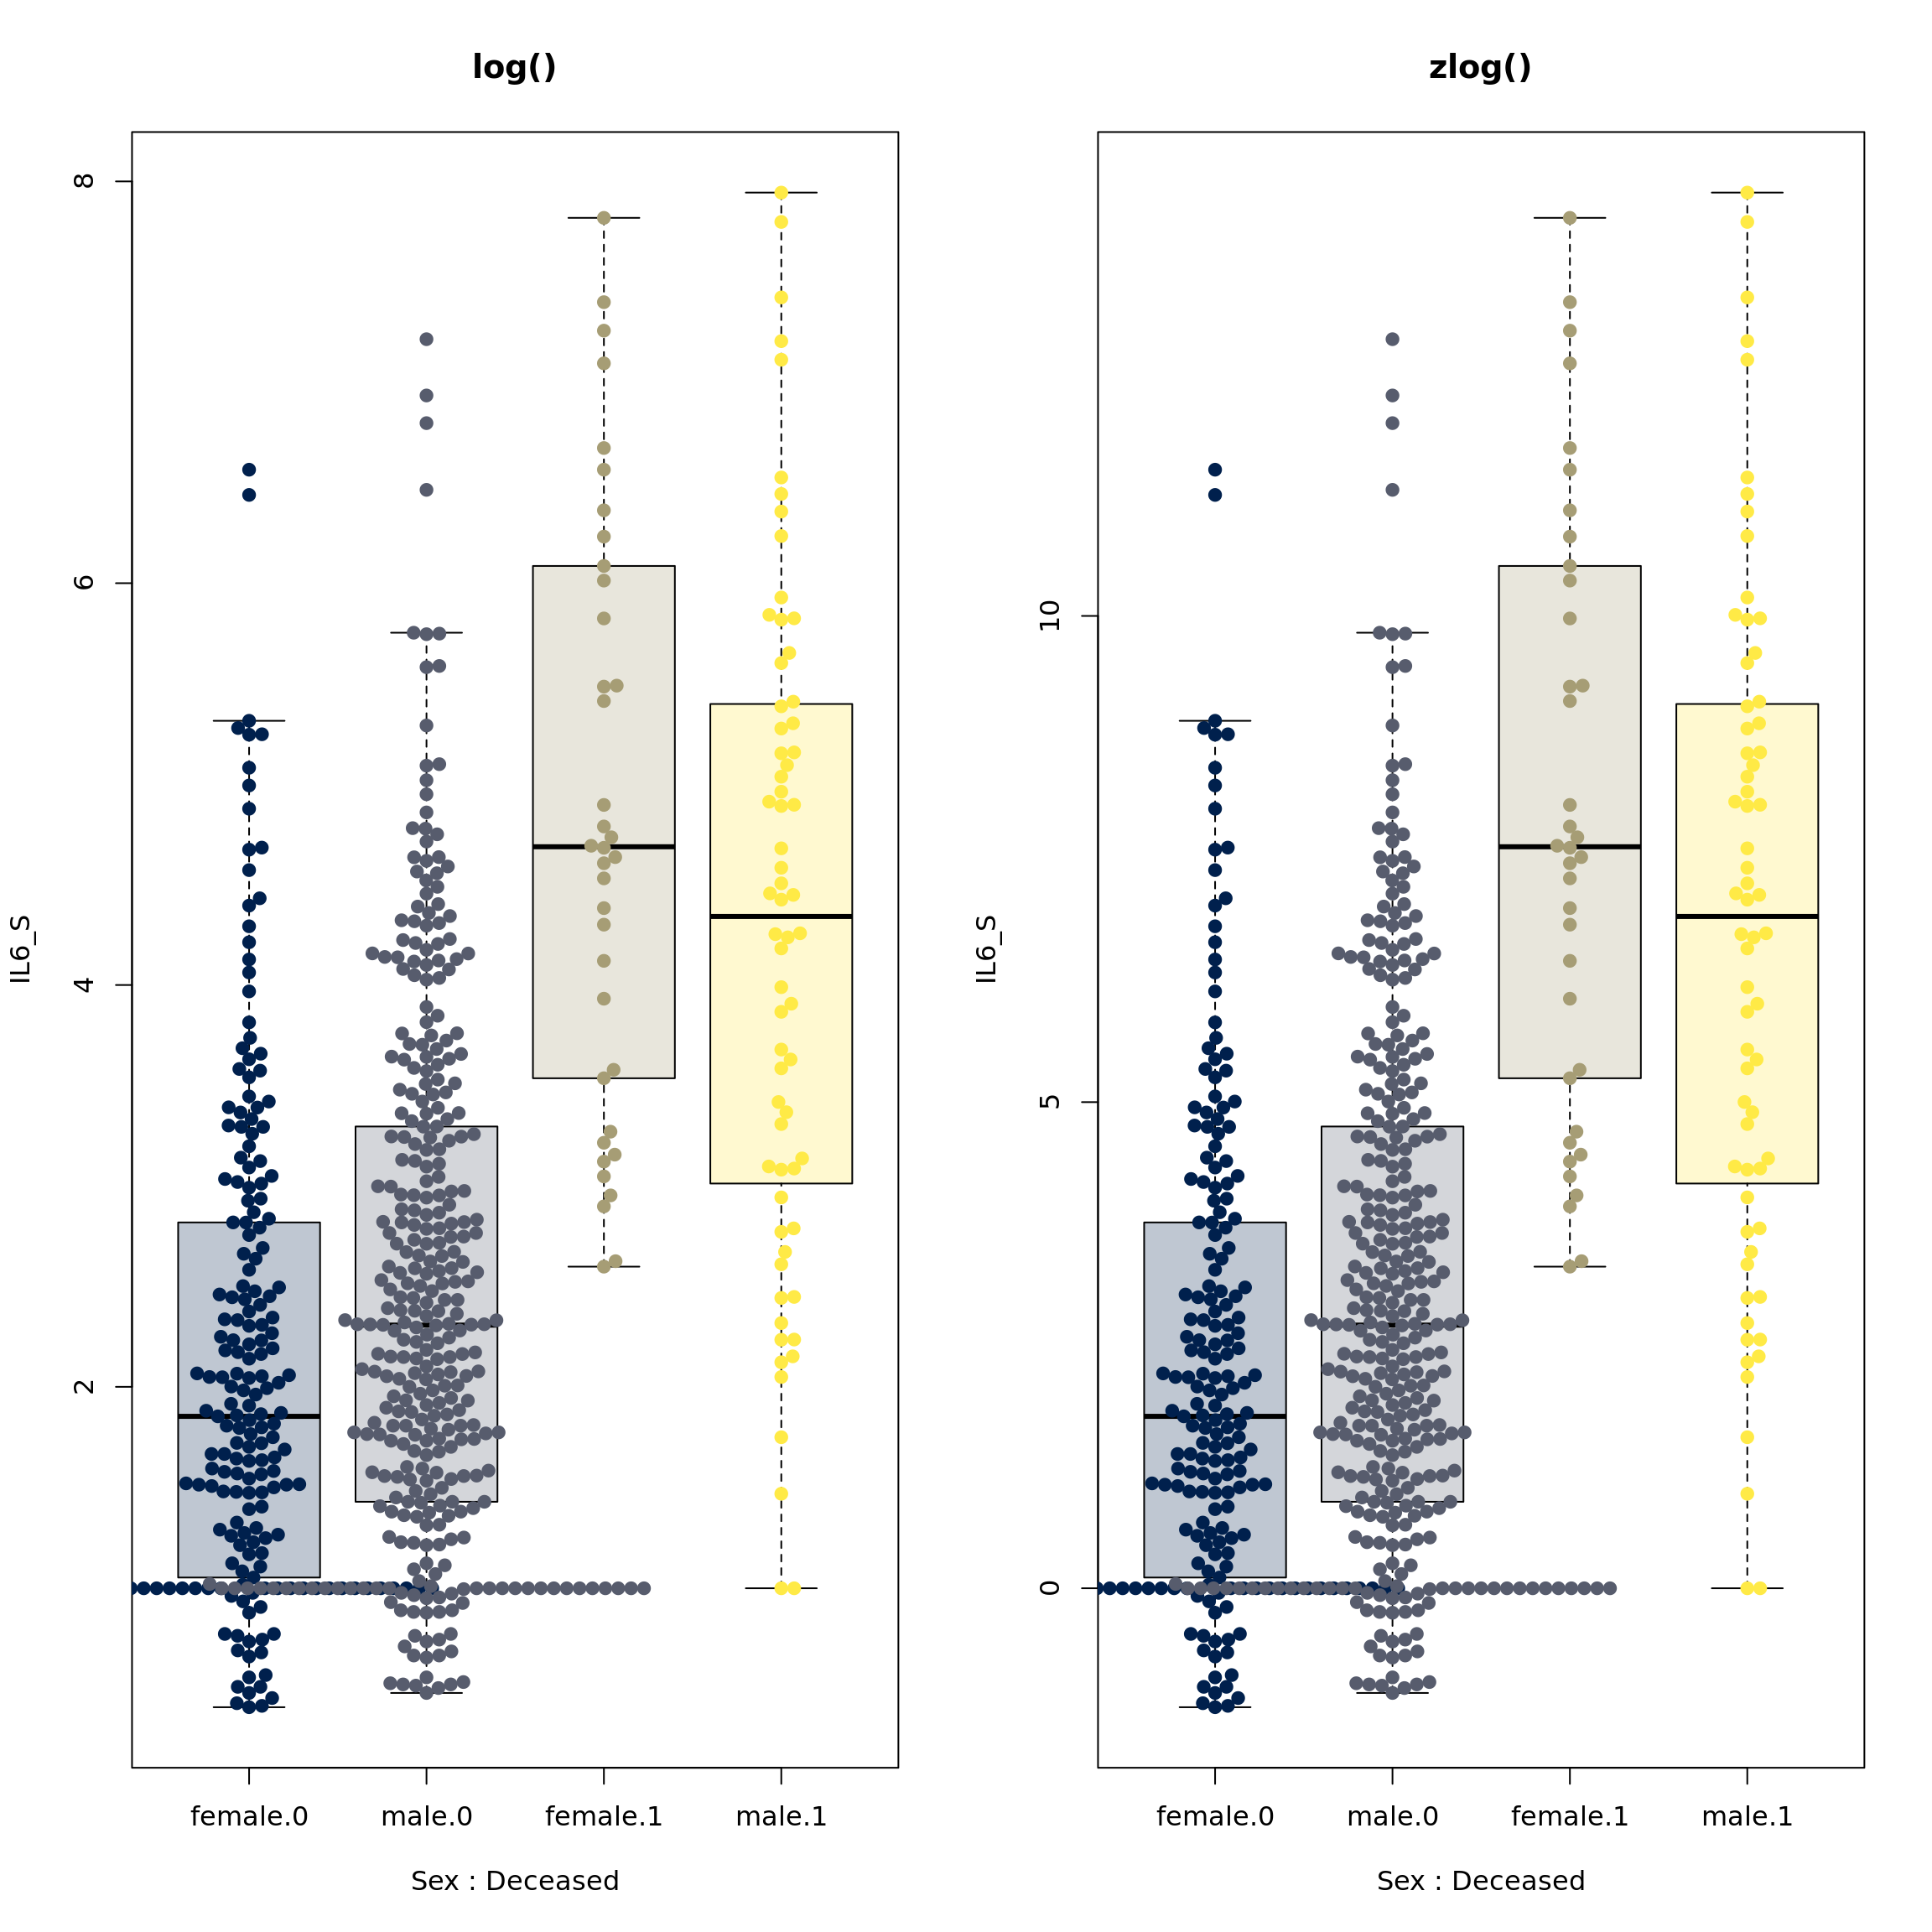 log()
IL6_S
8
6
4
2
female.0 male.0 female.1 male.1
Sex : Deceased
zlog()
IL6_S
10
5
0
female.0 male.0 female.1 male.1
Sex : Deceased